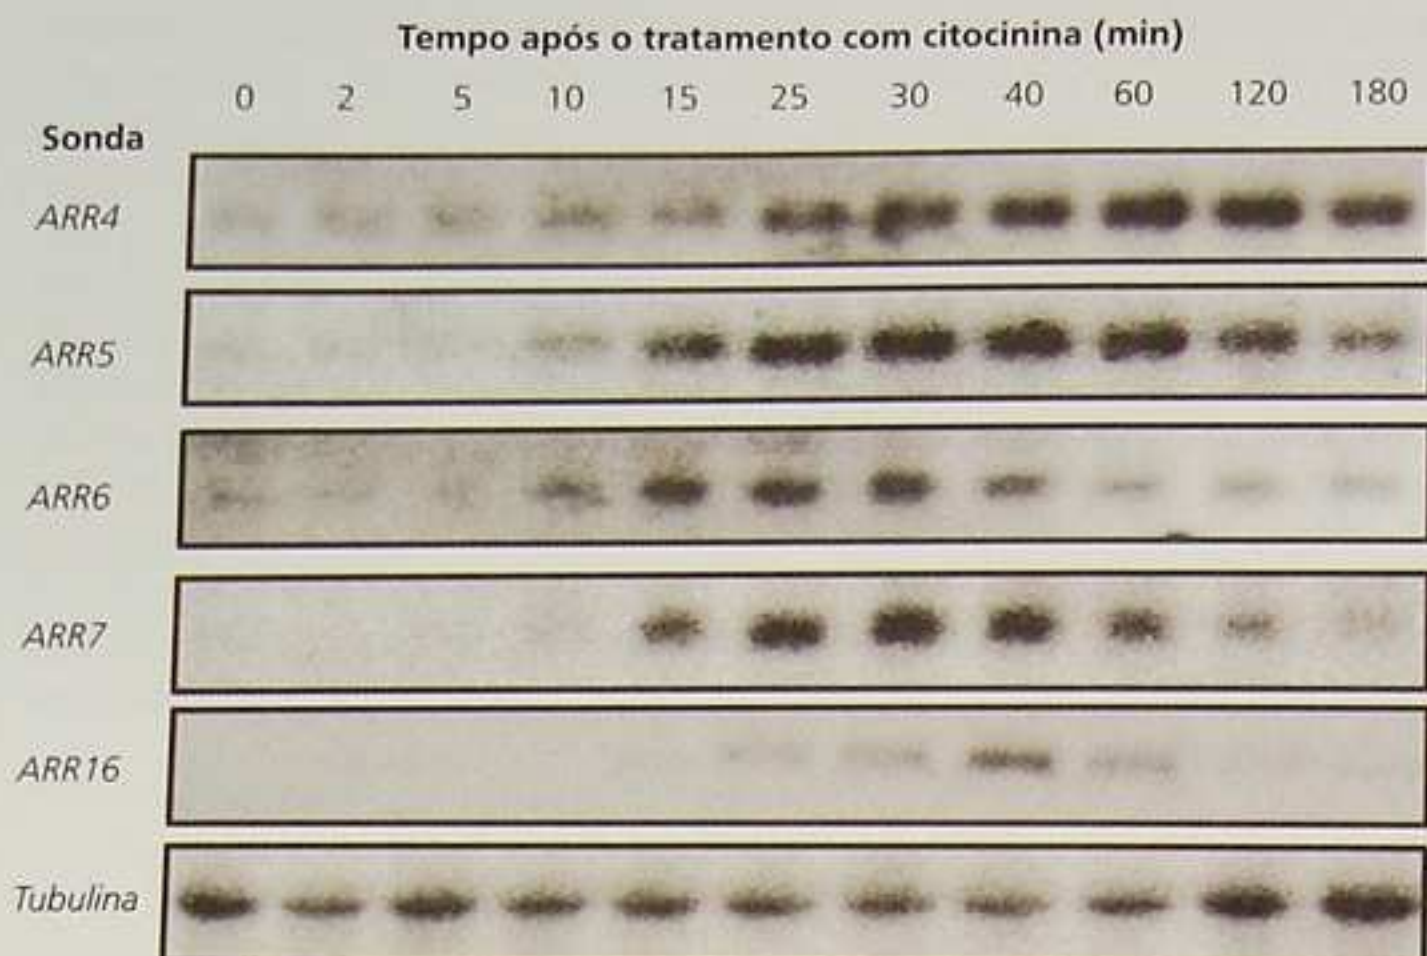 Tempo após o tratamento com citocinina (min)
0 2 5 10 15 25 30 40 60 120 180
Sonda
ARR4
ARR5
ARR6
ARR7
ARR16
Tubulina